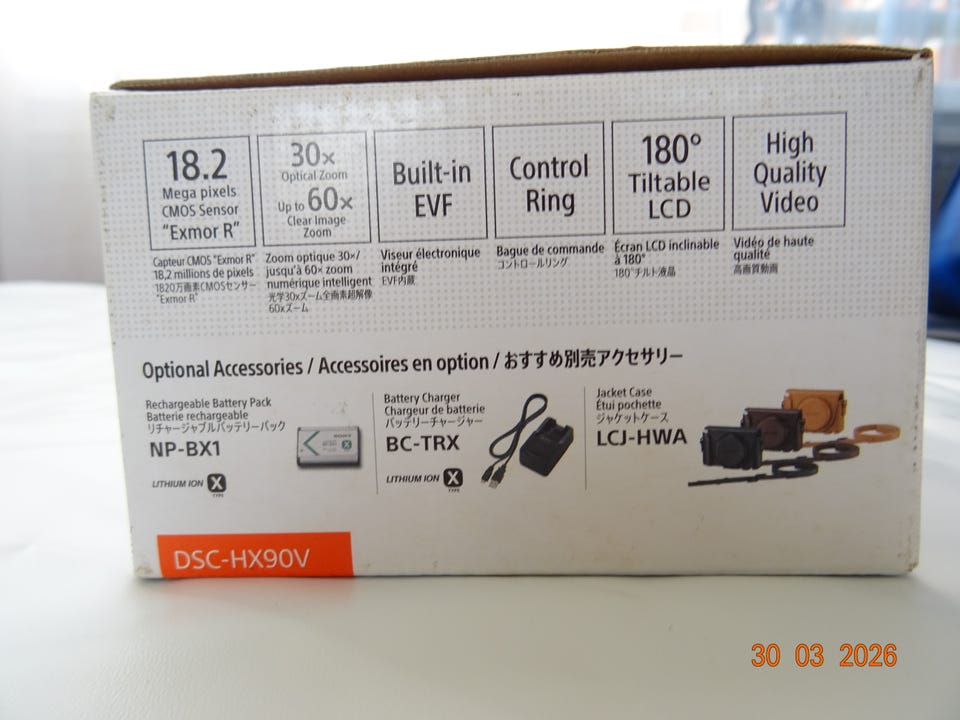 18.2
Mega pixels
CMOS Sensor
“Exmor R”
Capteur CMOS “Exmor R”
18,2 millions de pixels
1820万画素CMOSセンサー
“Exmor R”
30x
Optical Zoom
Up to 60x
Clear Image
Zoom
Zoom optique 30×/
jusqu'à 60× zoom
numérique intelligent
光学30xズーム全画素超解像
60xズーム
Built-in
EVF
Viseur électronique
intégré
EVF内蔵
Control
Ring
Bague de commande
コントロールリング
180°
Tiltable
LCD
Écran LCD inclinable
à 180°
180°チルト液晶
High
Quality
Video
Vidéo de haute
qualité
高画質動画
Optional Accessories / Accessoires en option / おすすめ別売アクセサリー
Rechargeable Battery Pack
Batterie rechargeable
リチャージャブルバッテリーパック
NP-BX1
LITHIUM ION X
TYPE
SONY
Battery Charger
Chargeur de batterie
バッテリーチャージャー
BC-TRX
LITHIUM ION X
TYPE
Jacket Case
Étui pochette
ジャケットケース
LCJ-HWA
DSC-HX90V
30 03 2026